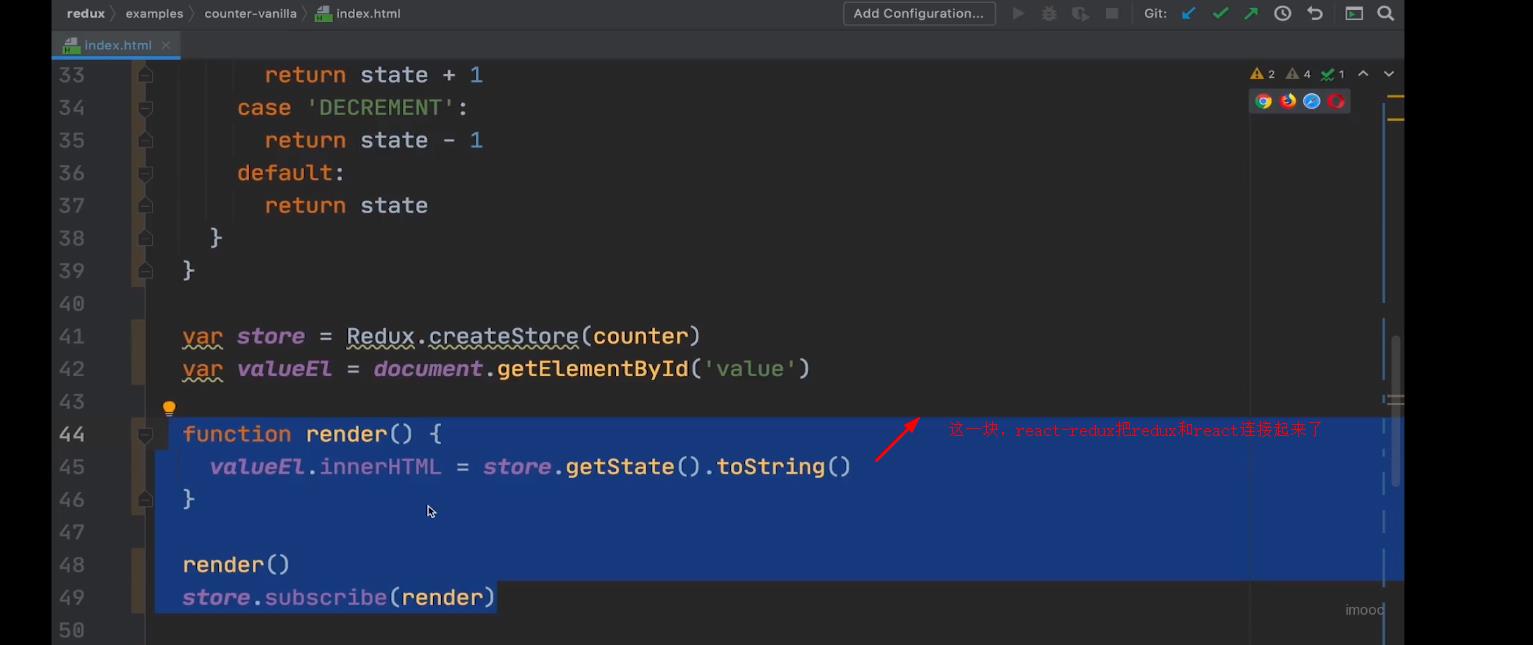 redux examples counter-vanilla index.html Add Configuration... Git:
index.html
33 return state + 1
2 4 1
34 case 'DECREMENT':
35 return state - 1
36 default:
37 return state
38 }
39 }
40
41 var store = Redux.createStore(counter)
42 var valueEl = document.getElementById('value')
43
44 function render() {
这一块，react-redux把redux和react连接起来了
45 valueEl.innerHTML = store.getState().toString()
46 }
47
48 render()
49 store.subscribe(render)
imooc
50